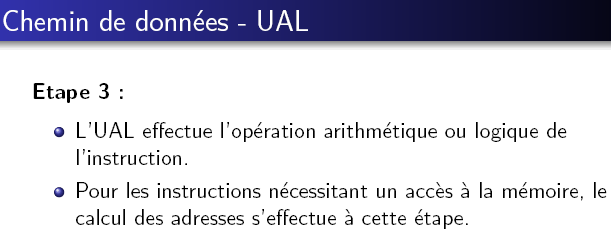 Chemin de données - UAL
Etape 3 :
L'UAL effectue l'opération arithmétique ou logique de
l'instruction.
Pour les instructions nécessitant un accès à la mémoire, le
calcul des adresses s'effectue à cette étape.